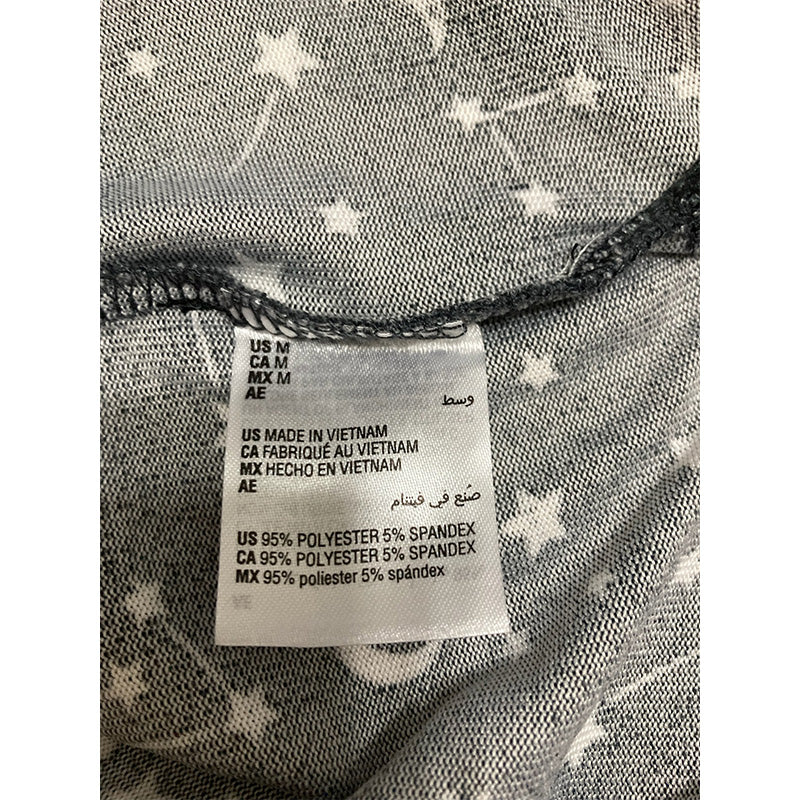 US M
CA M
MX M
AE
وسط
US MADE IN VIETNAM
CA FABRIQUÉ AU VIETNAM
MX HECHO EN VIETNAM
AE
صُنع في فيتنام
US 95% POLYESTER 5% SPANDEX
CA 95% POLYESTER 5% SPANDEX
MX 95% poliester 5% spándex